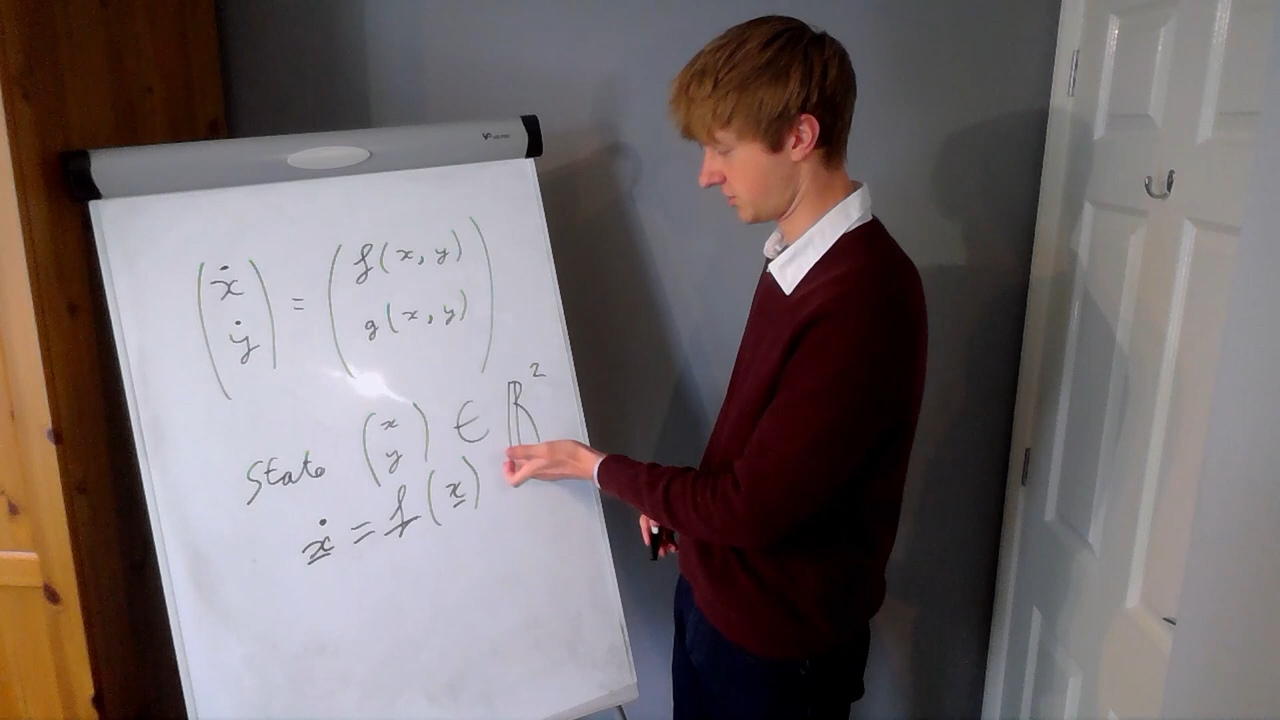 (ẋ ẏ) = (f(x, y) g(x, y))
State (x y) ∈ ℝ²
ẋ = f(x)